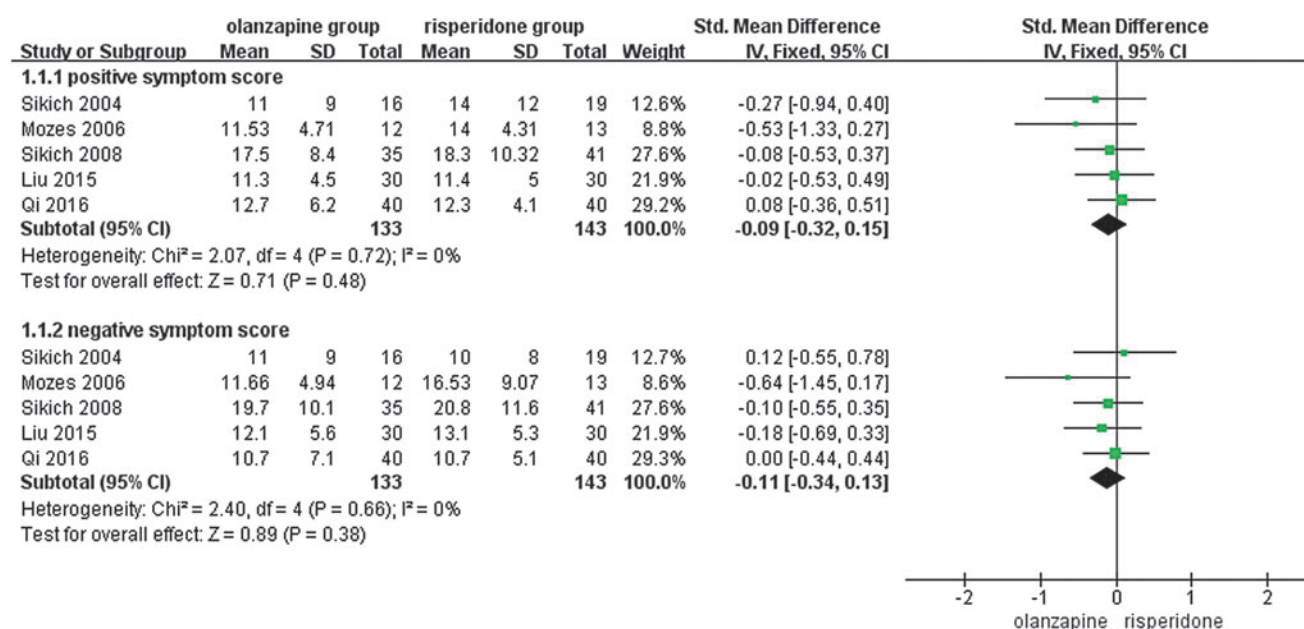 olanzapine group risperidone group Std. Mean Difference Std. Mean Difference
Study or Subgroup Mean SD Total Mean SD Total Weight IV, Fixed, 95% CI IV, Fixed, 95% CI
1.1.1 positive symptom score
Sikich 2004 11 9 16 14 12 19 12.6% -0.27 [-0.94, 0.40]
Mozes 2006 11.53 4.71 12 14 4.31 13 8.8% -0.53 [-1.33, 0.27]
Sikich 2008 17.5 8.4 35 18.3 10.32 41 27.6% -0.08 [-0.53, 0.37]
Liu 2015 11.3 4.5 30 11.4 5 30 21.9% -0.02 [-0.53, 0.49]
Qi 2016 12.7 6.2 40 12.3 4.1 40 29.2% 0.08 [-0.36, 0.51]
Subtotal (95% CI) 133 143 100.0% -0.09 [-0.32, 0.15]
Heterogeneity: Chi² = 2.07, df = 4 (P = 0.72); I² = 0%
Test for overall effect: Z = 0.71 (P = 0.48)
1.1.2 negative symptom score
Sikich 2004 11 9 16 10 8 19 12.7% 0.12 [-0.55, 0.78]
Mozes 2006 11.66 4.94 12 16.53 9.07 13 8.6% -0.64 [-1.45, 0.17]
Sikich 2008 19.7 10.1 35 20.8 11.6 41 27.6% -0.10 [-0.55, 0.35]
Liu 2015 12.1 5.6 30 13.1 5.3 30 21.9% -0.18 [-0.69, 0.33]
Qi 2016 10.7 7.1 40 10.7 5.1 40 29.3% 0.00 [-0.44, 0.44]
Subtotal (95% CI) 133 143 100.0% -0.11 [-0.34, 0.13]
Heterogeneity: Chi² = 2.40, df = 4 (P = 0.66); I² = 0%
Test for overall effect: Z = 0.89 (P = 0.38)
-2 -1 0 1 2
olanzapine risperidone